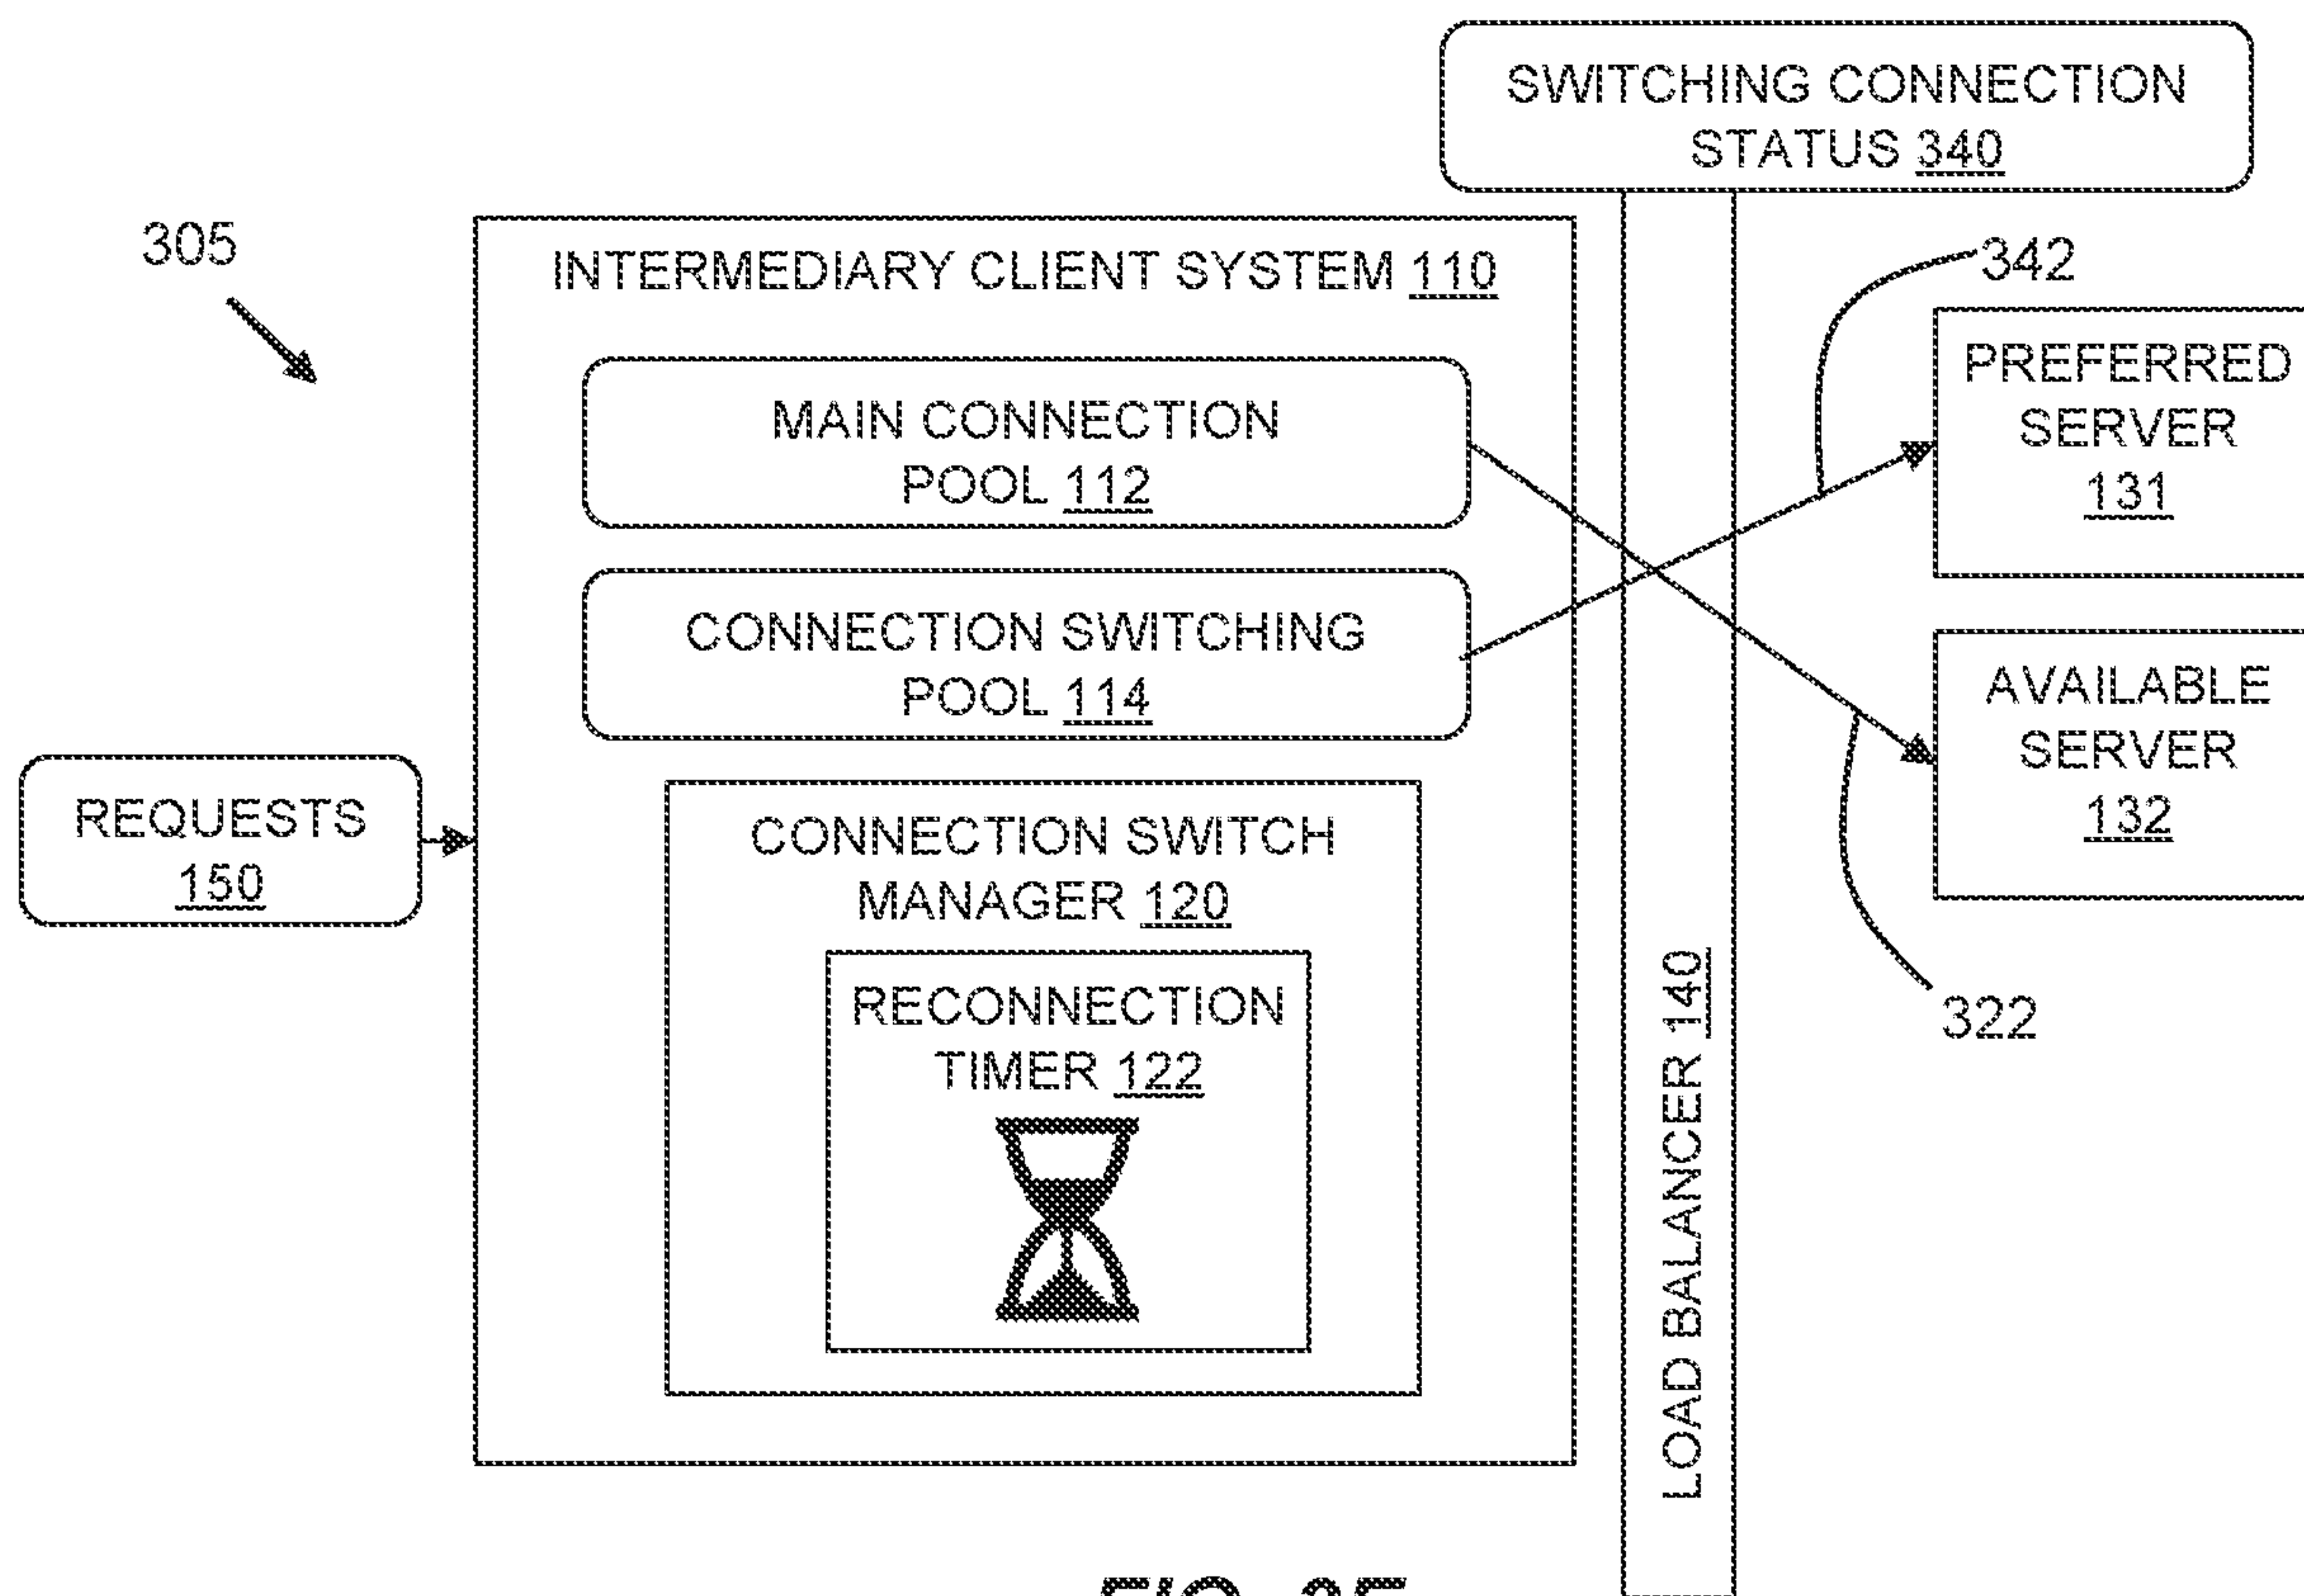 SWITCHING CONNECTION
STATUS 340
305
INTERMEDIARY CLIENT SYSTEM 110
342
MAIN CONNECTION
POOL 112
PREFERRED
SERVER
131
CONNECTION SWITCHING
POOL 114
AVAILABLE
SERVER
132
REQUESTS
150
CONNECTION SWITCH
MANAGER 120
RECONNECTION
TIMER 122
322
LOAD BALANCER 140
FIG.